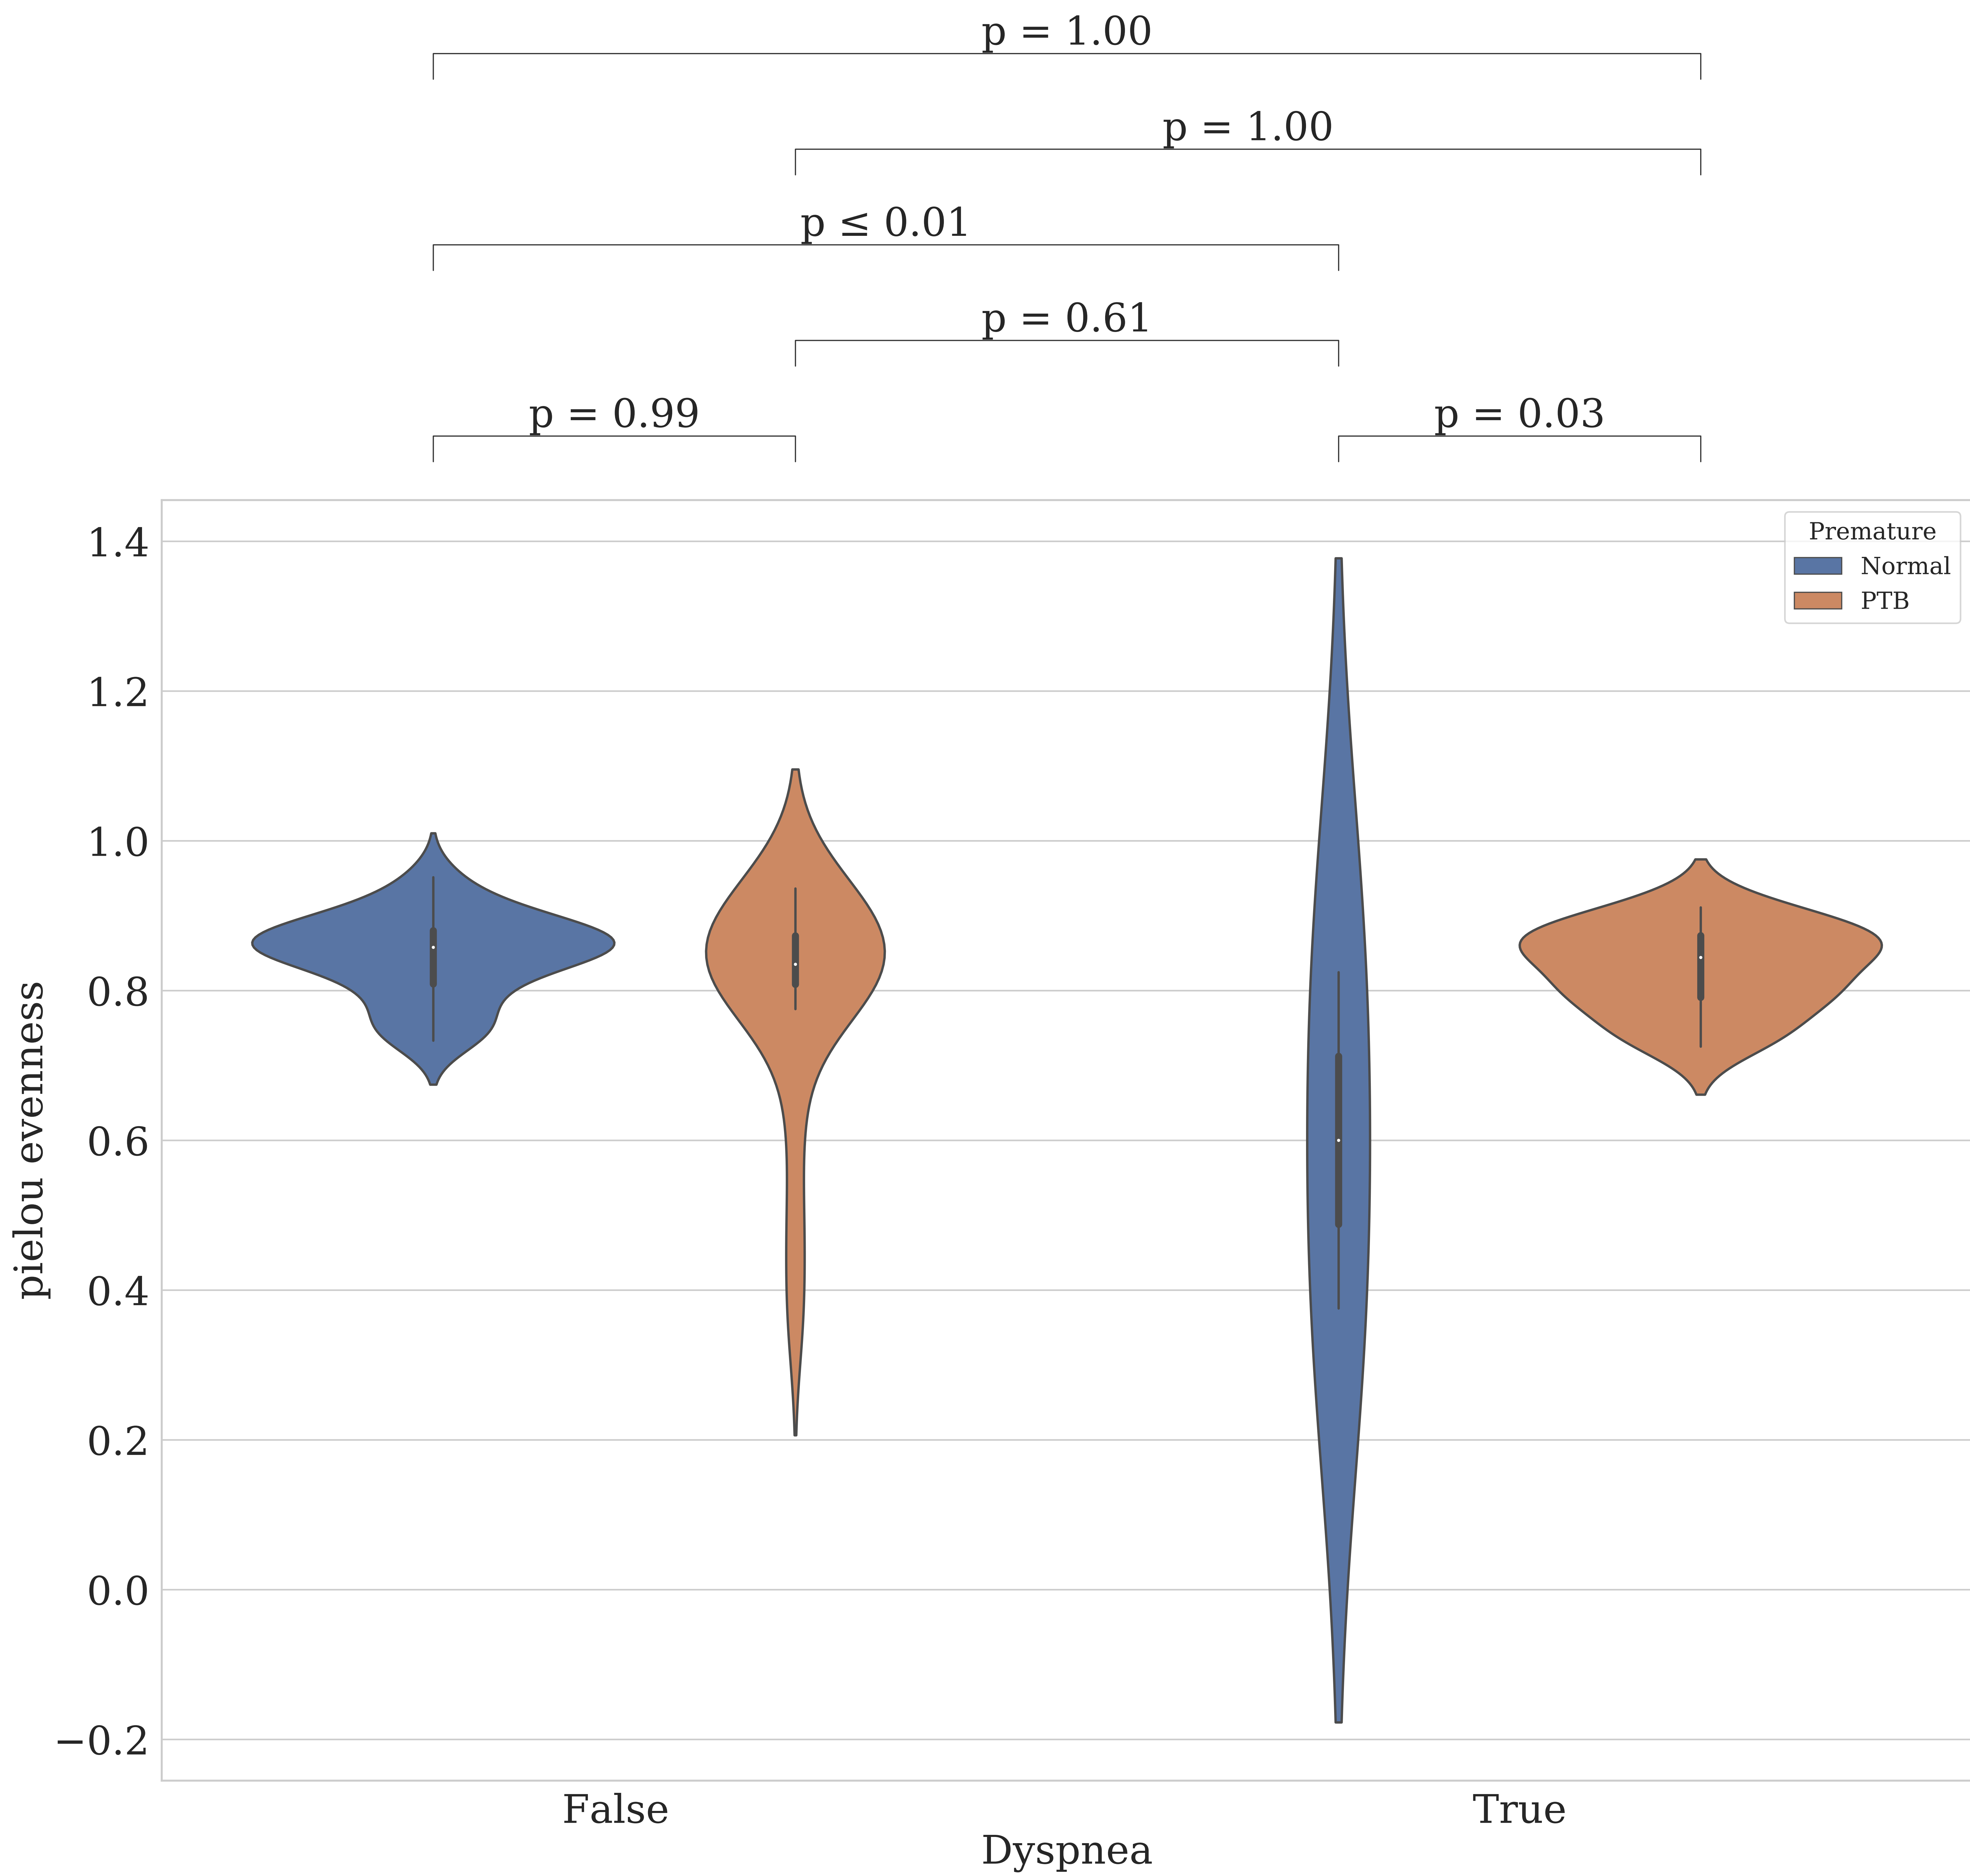 p = 1.00
p = 1.00
p ≤ 0.01
p = 0.61
p = 0.99
p = 0.03
Premature
Normal
PTB
1.4
1.2
1.0
0.8
0.6
0.4
0.2
0.0
−0.2
pielou evenness
False
True
Dyspnea